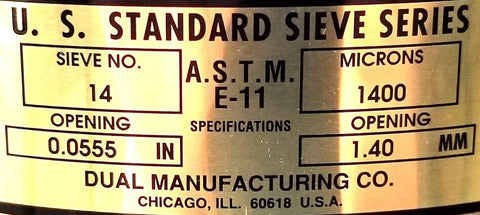 U. S. STANDARD SIEVE SERIES
SIEVE NO.
14
A.S.T.M.
E-11
MICRONS
1400
OPENING
0.0555 IN
SPECIFICATIONS
OPENING
1.40 MM
DUAL MANUFACTURING CO.
CHICAGO, ILL. 60618 U.S.A.